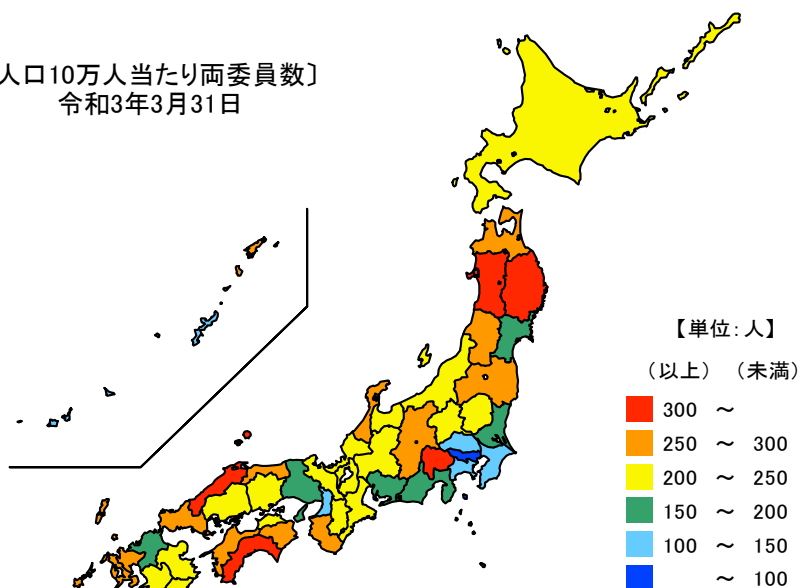 人口10万人当たり両委員数〕
令和3年3月31日
【単位:人】
（以上） （未満）
300 ～
250 ～ 300
200 ～ 250
150 ～ 200
100 ～ 150
～ 100